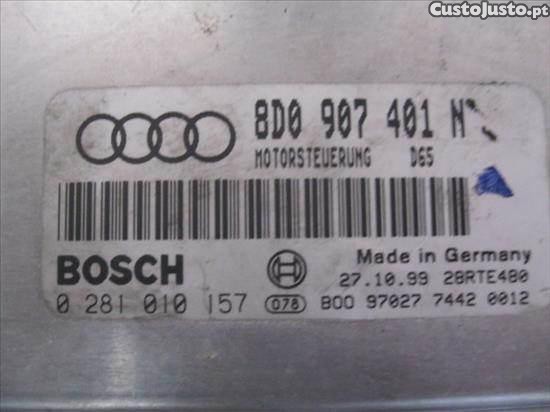 CustoJusto.pt
8D0 907 401 N
MOTORSTEUERUNG D65
Made in Germany
BOSCH 27.10.99 28RTE480
0 281 010 157 078 B00 97027 7442 0012